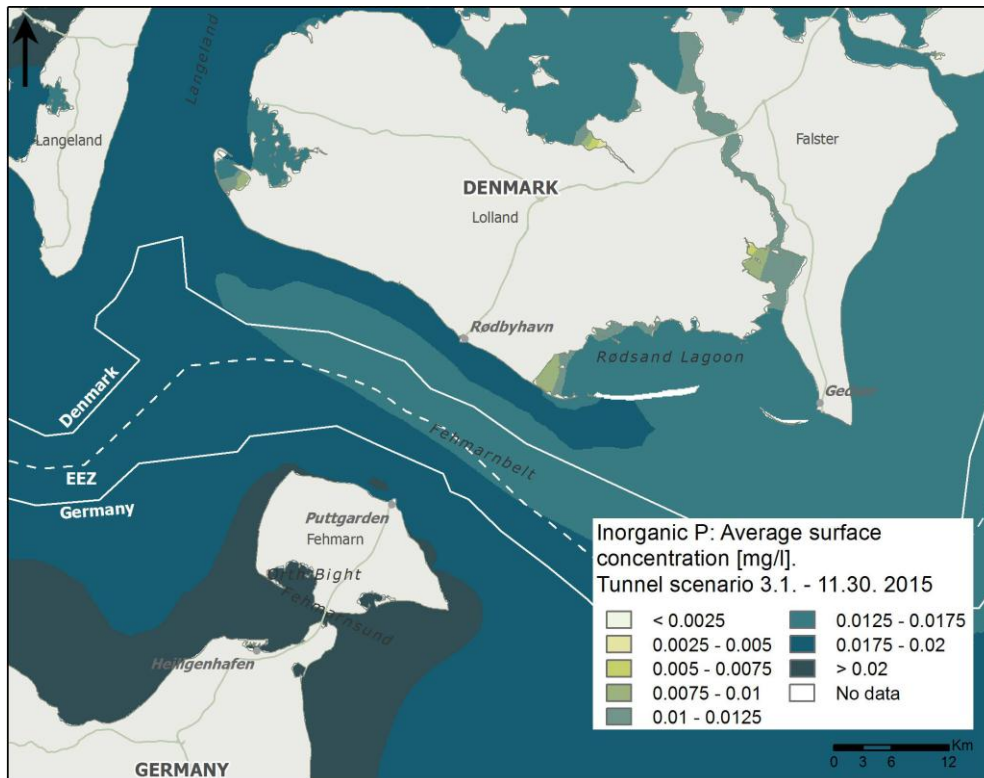 Langeland
Langeland
Falster
DENMARK
Lolland
Rødbyhavn
Rødsand Lagoon
Gedser
Denmark
Fehmarnbelt
EEZ
Germany
Puttgarden
Fehmarn
Orth Bight
Fehmarnsund
Heiligenhafen
GERMANY
Inorganic P: Average surface
concentration [mg/l].
Tunnel scenario 3.1. - 11.30. 2015
< 0.0025
0.0025 - 0.005
0.005 - 0.0075
0.0075 - 0.01
0.01 - 0.0125
0.0125 - 0.0175
0.0175 - 0.02
> 0.02
No data
Km
0 3 6 12